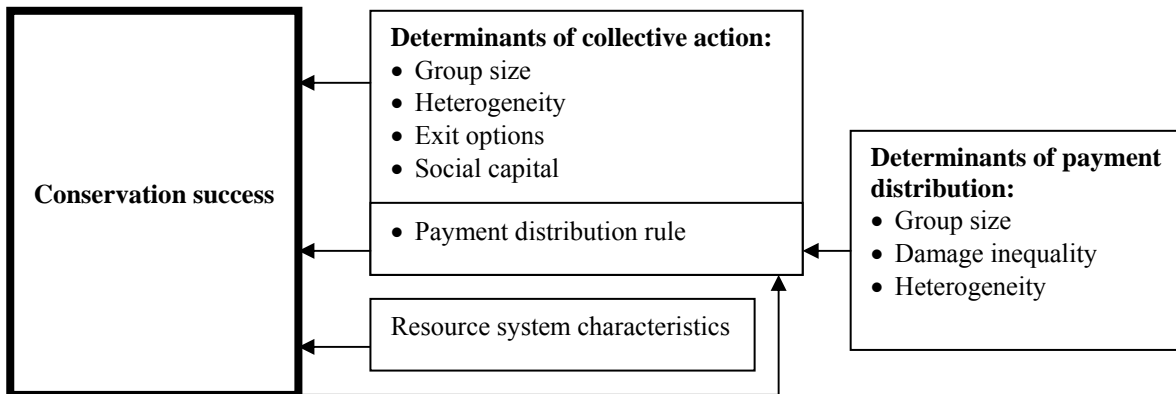 Conservation success
Determinants of collective action:
• Group size
• Heterogeneity
• Exit options
• Social capital
• Payment distribution rule
Resource system characteristics
Determinants of payment
distribution:
• Group size
• Damage inequality
• Heterogeneity